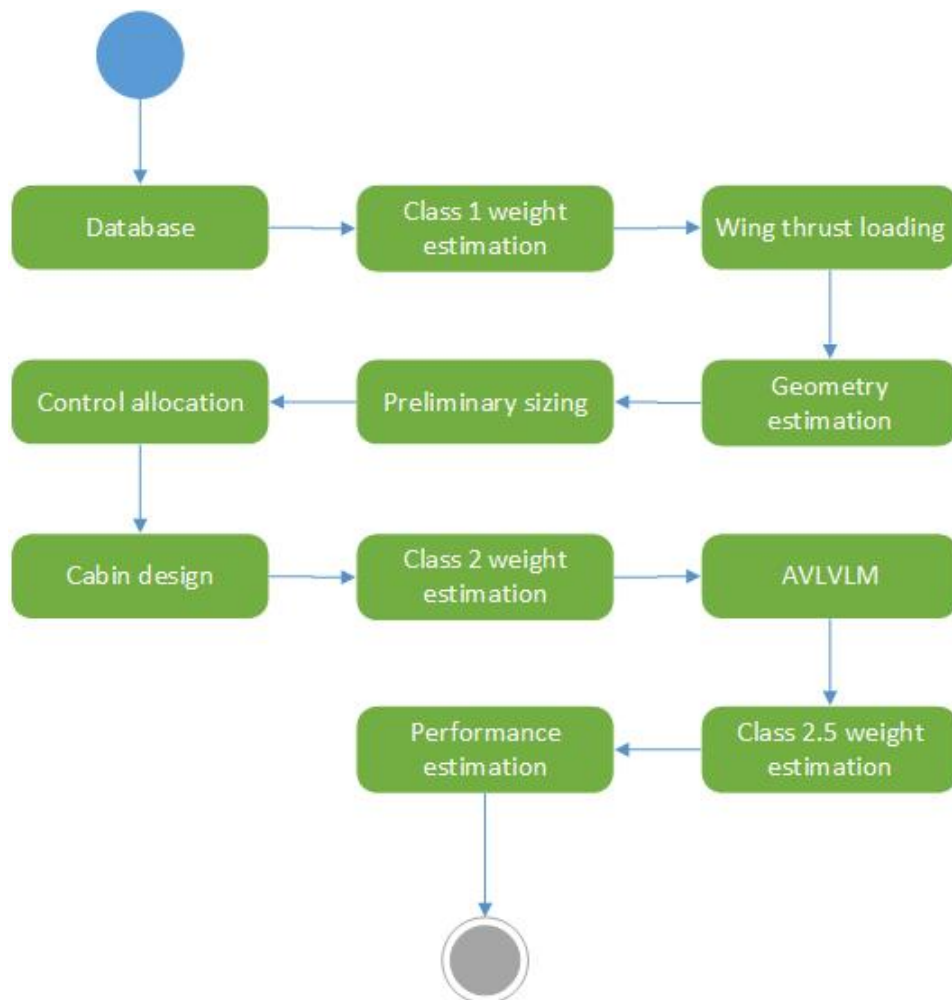 Database
Class 1 weight
estimation
Wing thrust loading
Control allocation
Preliminary sizing
Geometry
estimation
Cabin design
Class 2 weight
estimation
AVLVLM
Performance
estimation
Class 2.5 weight
estimation